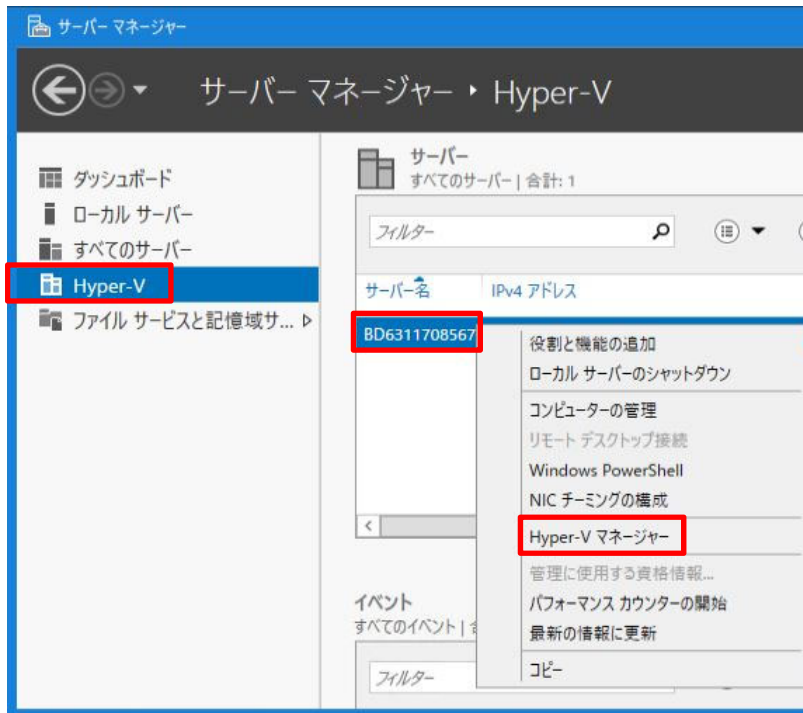 サーバー マネージャー
サーバー マネージャー ‣ Hyper-V
ダッシュボード
ローカル サーバー
すべてのサーバー
Hyper-V
ファイル サービスと記憶域サ...
サーバー
すべてのサーバー | 合計: 1
フィルター
サーバー名 IPv4 アドレス
BD6311708567
役割と機能の追加
ローカル サーバーのシャットダウン
コンピューターの管理
リモート デスクトップ接続
Windows PowerShell
NIC チーミングの構成
Hyper-V マネージャー
管理に使用する資格情報...
パフォーマンス カウンターの開始
最新の情報に更新
コピー
イベント
すべてのイベント |
フィルター